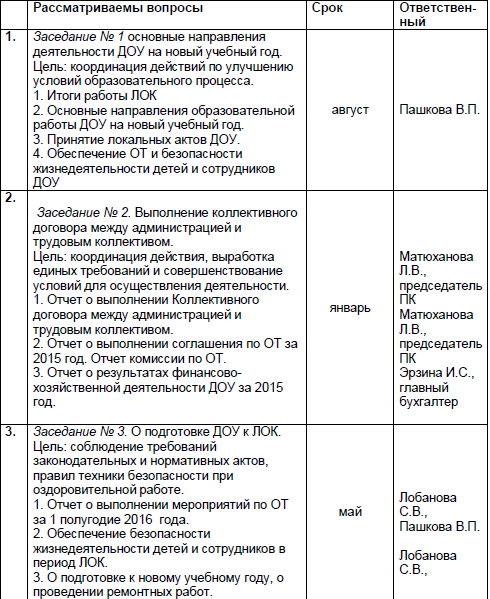 Рассматриваемы вопросы
Срок
Ответствен-
ный
1.
Заседание № 1 основные направления
деятельности ДОУ на новый учебный год.
Цель: координация действий по улучшению
условий образовательного процесса.
1. Итоги работы ЛОК
2. Основные направления образовательной
работы ДОУ на новый учебный год.
3. Принятие локальных актов ДОУ.
4. Обеспечение ОТ и безопасности
жизнедеятельности детей и сотрудников
ДОУ
август
Пашкова В.П.
2.
Заседание № 2. Выполнение коллективного
договора между администрацией и
трудовым коллективом.
Цель: координация действия, выработка
единых требований и совершенствование
условий для осуществления деятельности.
1. Отчет о выполнении Коллективного
договора между администрацией и
трудовым коллективом.
2. Отчет о выполнении соглашения по ОТ за
2015 год. Отчет комиссии по ОТ.
3. Отчет о результатах финансово-
хозяйственной деятельности ДОУ за 2015
год.
январь
Матюханова
Л.В.,
председатель
ПК
Матюханова
Л.В.,
председатель
ПК
Эрзина И.С.,
главный
бухгалтер
3.
Заседание № 3. О подготовке ДОУ к ЛОК.
Цель: соблюдение требований
законодательных и нормативных актов,
правил техники безопасности при
оздоровительной работе.
1. Отчет о выполнении мероприятий по ОТ
за 1 полугодие 2016 года.
2. Обеспечение безопасности
жизнедеятельности детей и сотрудников в
период ЛОК.
3. О подготовке к новому учебному году, о
проведении ремонтных работ.
май
Лобанова
С.В.,
Пашкова В.П.
Лобанова
С.В.,